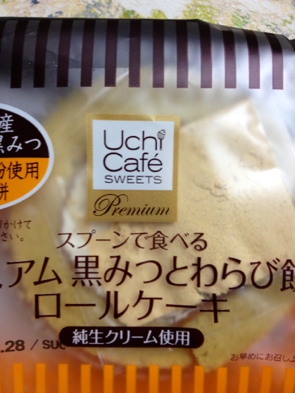 Uchi
Café
SWEETS
Premium
産
黒みつ
粉使用
餅
かけて
さい。
スプーンで食べる
ミアム 黒みつとわらび餅
ロールケーキ
純生クリーム使用
.28 / SUG
お早めにお召し上